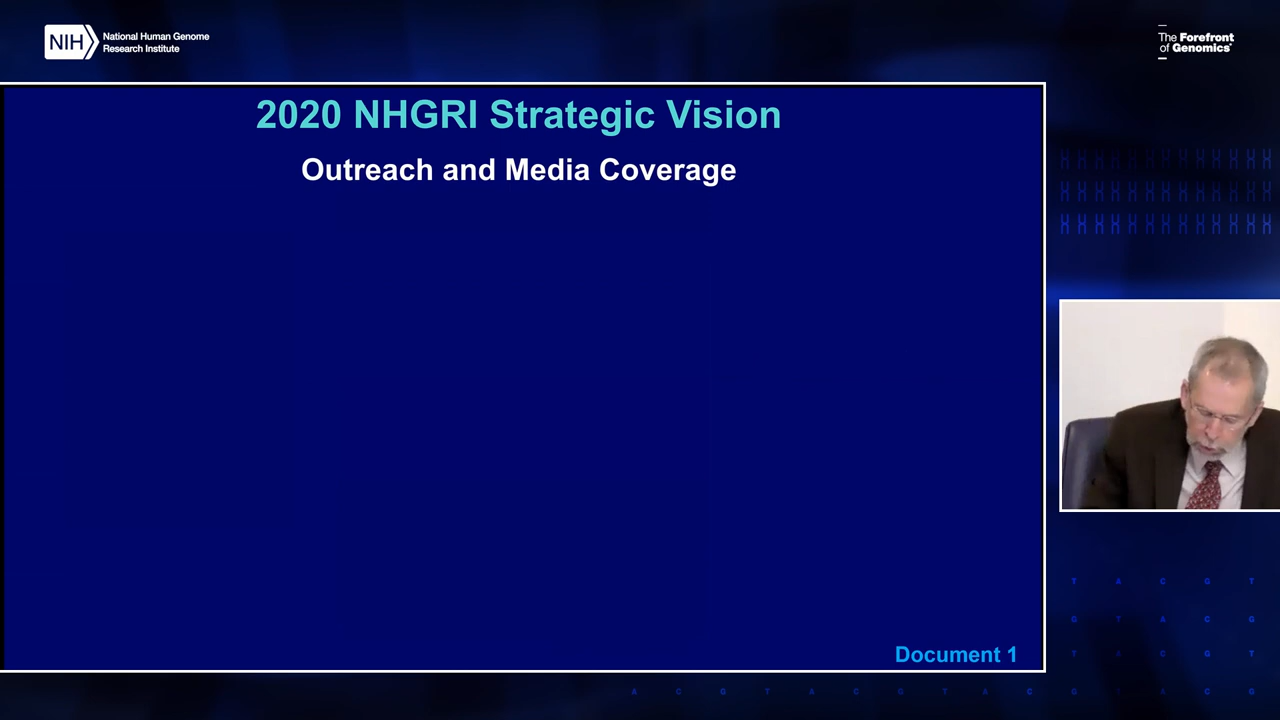 NIH
National Human Genome
Research Institute
The Forefront
of Genomics®
2020 NHGRI Strategic Vision
Outreach and Media Coverage
Document 1
T A C G T
G T A C G
T A C G T
A C G T A C G T A C G T A C G